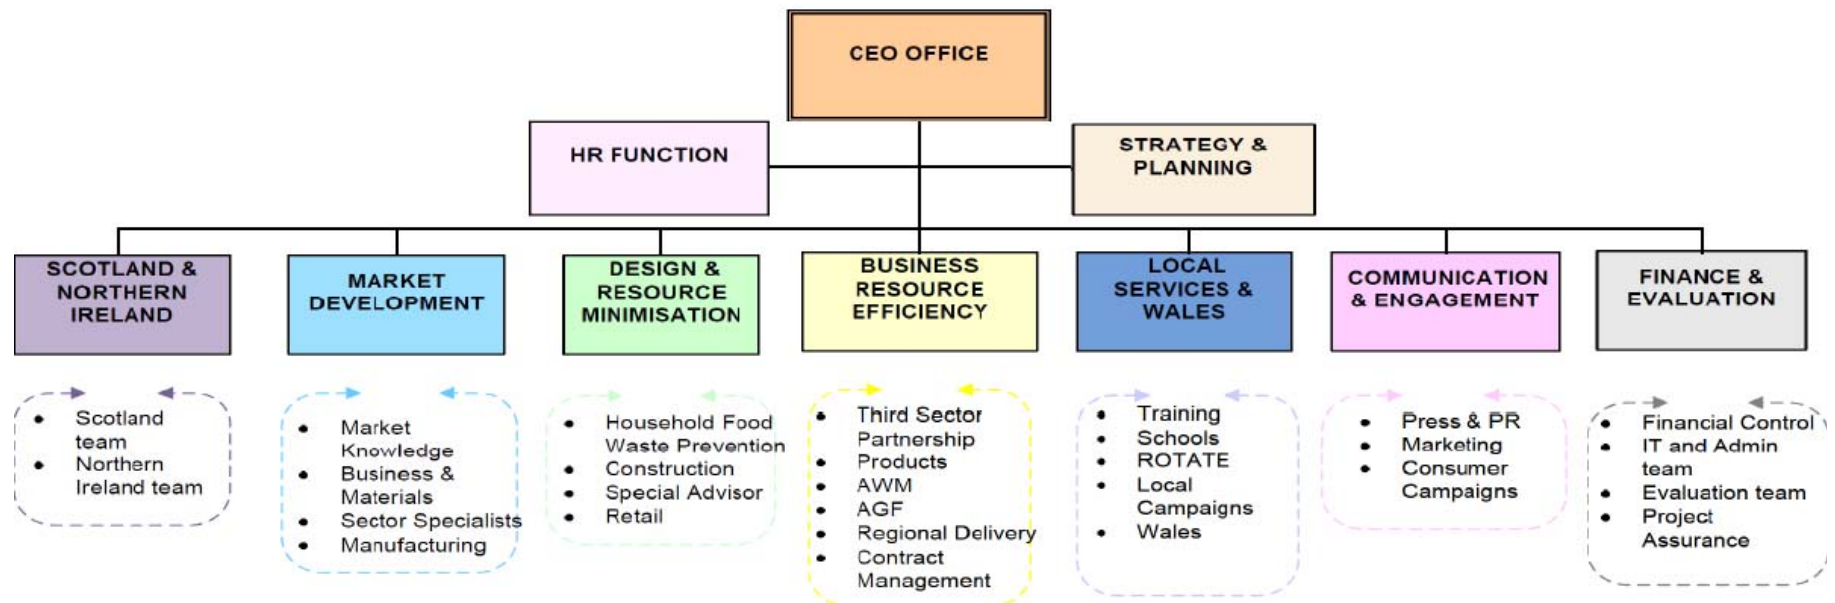 CEO OFFICE
HR FUNCTION
STRATEGY &
PLANNING
SCOTLAND &
NORTHERN
IRELAND
MARKET
DEVELOPMENT
DESIGN &
RESOURCE
MINIMISATION
BUSINESS
RESOURCE
EFFICIENCY
LOCAL
SERVICES &
WALES
COMMUNICATION
& ENGAGEMENT
FINANCE &
EVALUATION
• Scotland
team
• Northern
Ireland team
• Market
Knowledge
• Business &
Materials
• Sector Specialists
• Manufacturing
• Household Food
Waste Prevention
• Construction
• Special Advisor
• Retail
• Third Sector
Partnership
• Products
• AWM
• AGF
• Regional Delivery
• Contract
Management
• Training
• Schools
• ROTATE
• Local
Campaigns
• Wales
• Press & PR
• Marketing
• Consumer
Campaigns
• Financial Control
• IT and Admin
team
• Evaluation team
• Project
Assurance